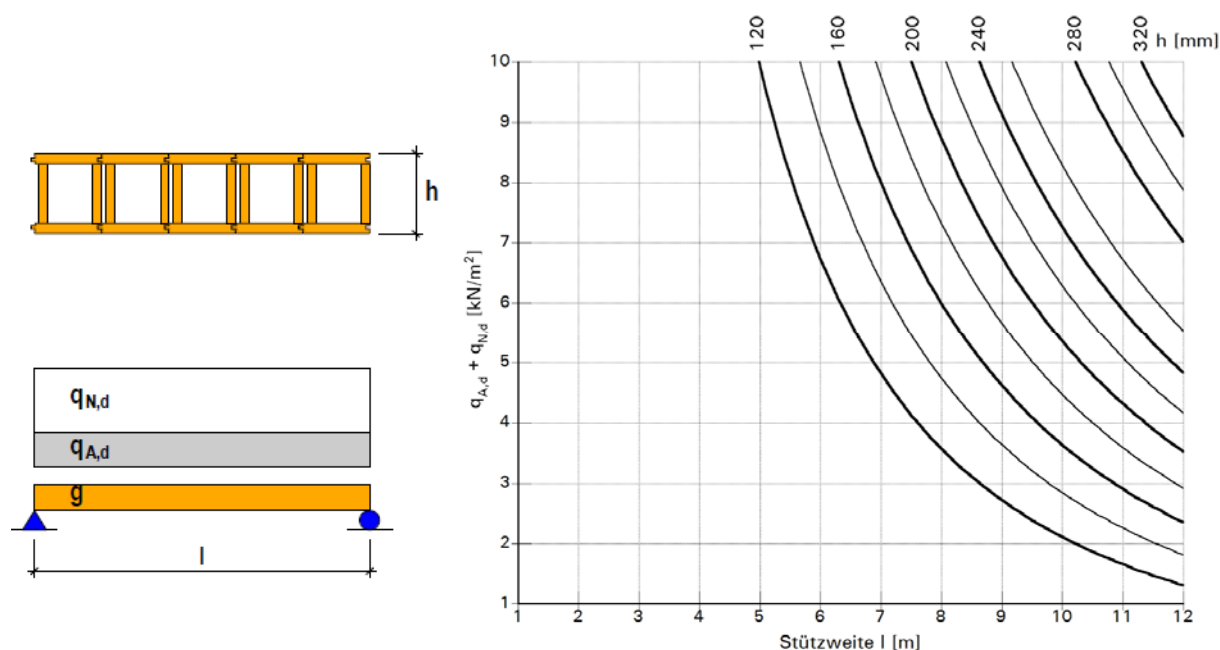 h
q_N,d
q_A,d
g
l
120 160 200 240 280 320 h [mm]
10
9
8
7
6
5
4
3
2
1
q_A,d + q_N,d [kN/m²]
1 2 3 4 5 6 7 8 9 10 11 12
Stützweite l [m]